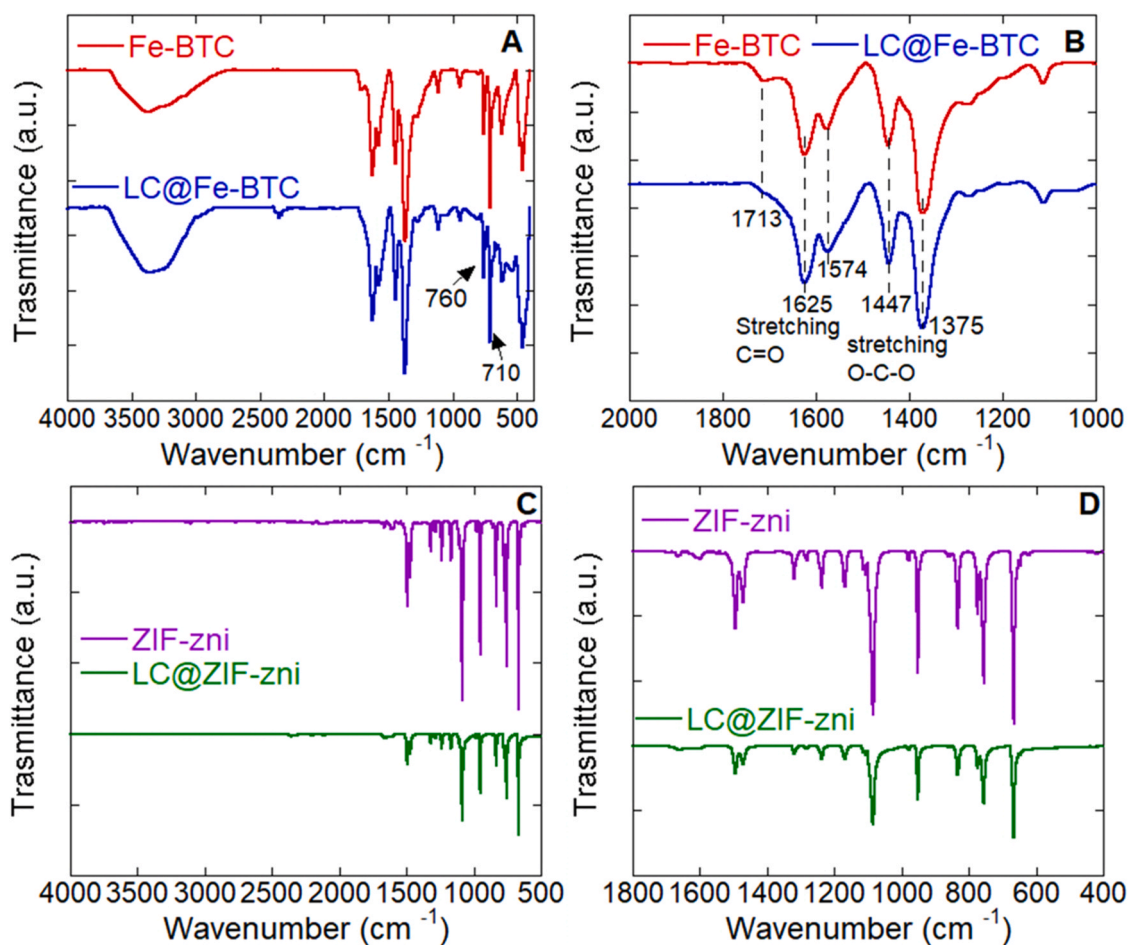 A
Fe-BTC
LC@Fe-BTC
760
710
Trasmittance (a.u.)
4000 3500 3000 2500 2000 1500 1000 500
Wavenumber (cm -1)
B
Fe-BTC LC@Fe-BTC
1713
1574
1625
1447
1375
Stretching
C=O
stretching
O-C-O
Trasmittance (a.u.)
2000 1800 1600 1400 1200 1000
Wavenumber (cm -1)
C
ZIF-zni
LC@ZIF-zni
Trasmittance (a.u.)
4000 3500 3000 2500 2000 1500 1000 500
Wavenumber (cm -1)
D
ZIF-zni
LC@ZIF-zni
Trasmittance (a.u.)
1800 1600 1400 1200 1000 800 600 400
Wavenumber (cm -1)